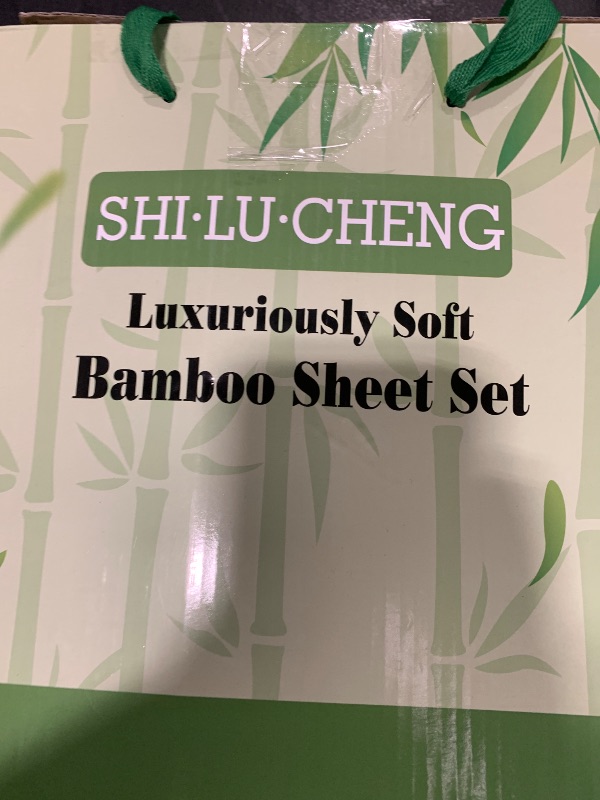 SHI·LU·CHENG
Luxuriously Soft
Bamboo Sheet Set